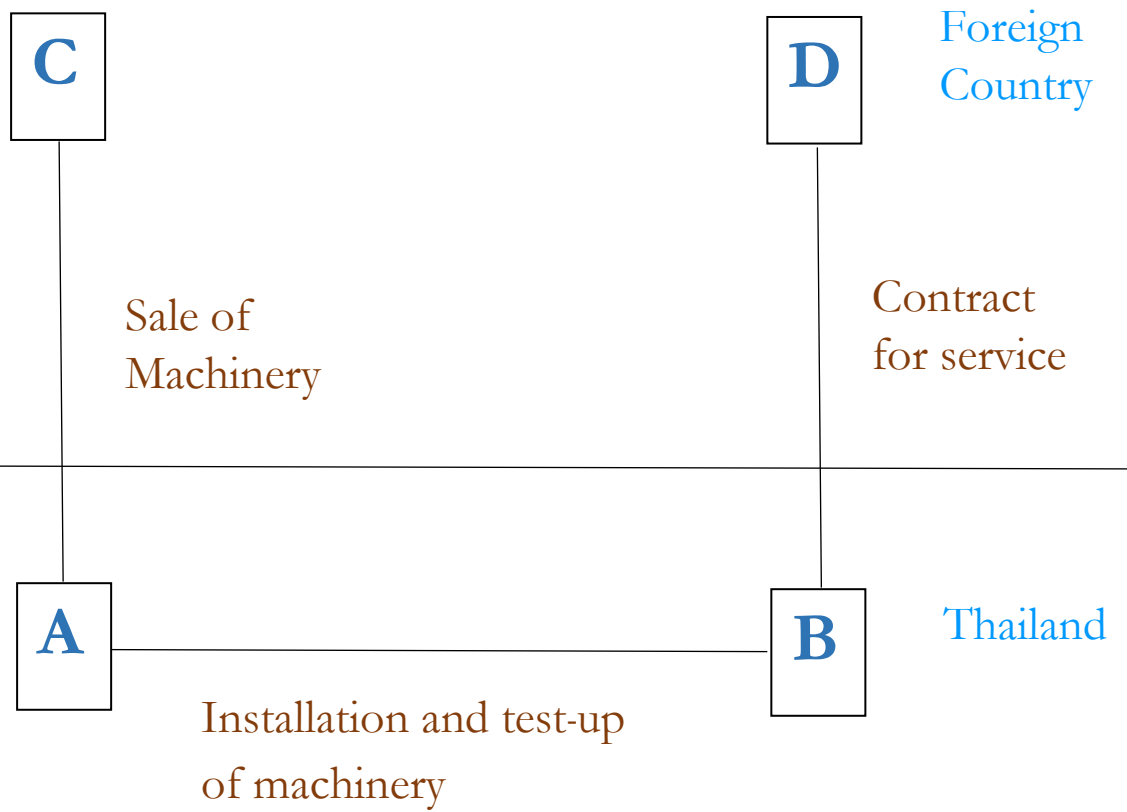 C
D
Foreign
Country
Sale of
Machinery
Contract
for service
A
B
Thailand
Installation and test-up
of machinery